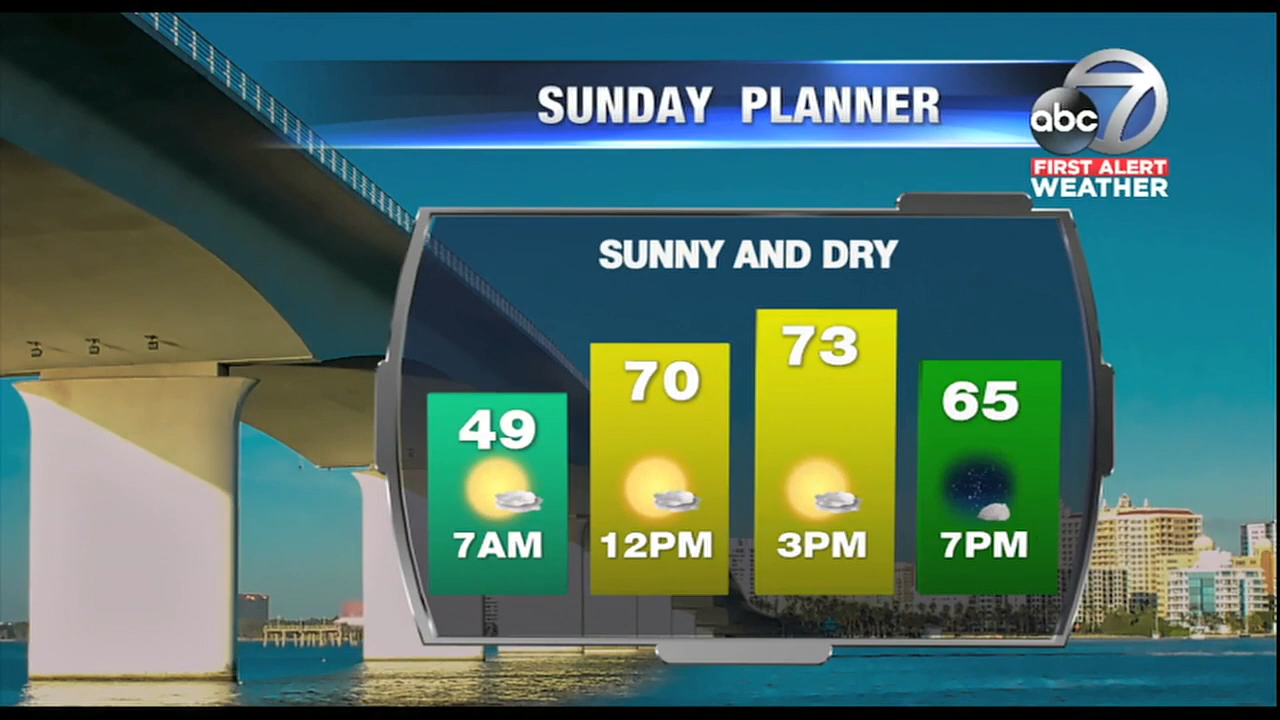 SUNDAY PLANNER
abc 7
FIRST ALERT
WEATHER
SUNNY AND DRY
49
70
73
65
7AM
12PM
3PM
7PM